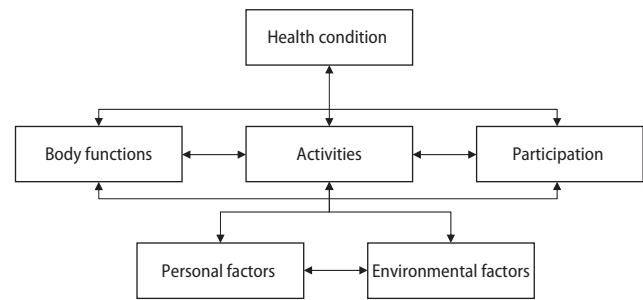 Health condition
Body functions
Activities
Participation
Personal factors
Environmental factors